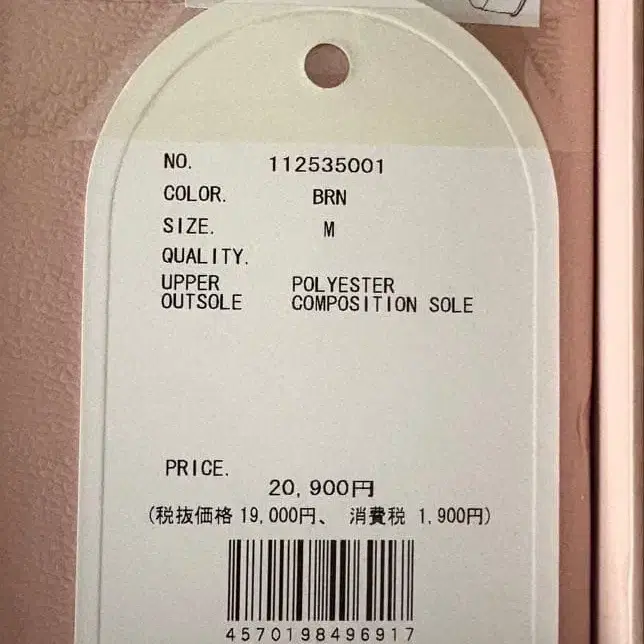 NO. 112535001
COLOR. BRN
SIZE. M
QUALITY.
UPPER POLYESTER
OUTSOLE COMPOSITION SOLE
PRICE.
20,900円
(税抜価格 19,000円、 消費税 1,900円)
4570198496917